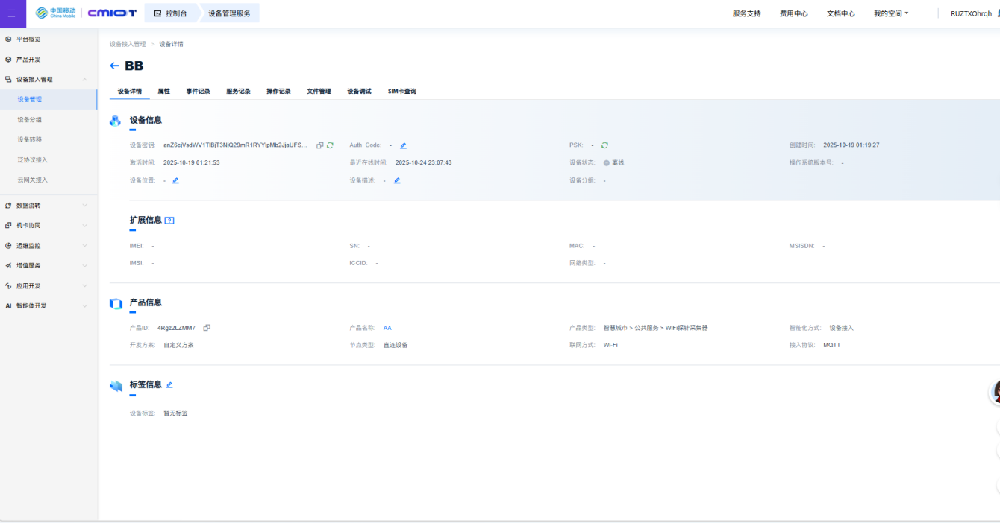 中国移动 China Mobile CMIOT 控制台 设备管理服务 服务支持 费用中心 文档中心 我的空间 RUZTXOhrqh
平台概览
产品开发
设备接入管理
设备管理
设备分组
设备转移
泛协议接入
云网关接入
数据流转
机卡协同
运维监控
增值服务
应用开发
AI 智能体开发
设备接入管理 > 设备详情
← BB
设备详情 属性 事件记录 服务记录 操作记录 文件管理 设备调试 SIM卡查询
设备信息
设备密钥: anZ6ejVsdWV1TlBjT3NjQ29mR1RYYlpMb2JjaUFS... Auth_Code: - PSK: - 创建时间: 2025-10-19 01:19:27
激活时间: 2025-10-19 01:21:53 最近在线时间: 2025-10-24 23:07:43 设备状态: 离线 操作系统版本号: -
设备位置: - 设备描述: - 设备分组: -
扩展信息 ?
IMEI: - SN: - MAC: - MSISDN: -
IMSI: - ICCID: - 网络类型: -
产品信息
产品ID: 4Rgz2LZMM7 产品名称: AA 产品类型: 智慧城市 > 公共服务 > WiFi探针采集器 智能化方式: 设备接入
开发方案: 自定义方案 节点类型: 直连设备 联网方式: Wi-Fi 接入协议: MQTT
标签信息
设备标签: 暂无标签